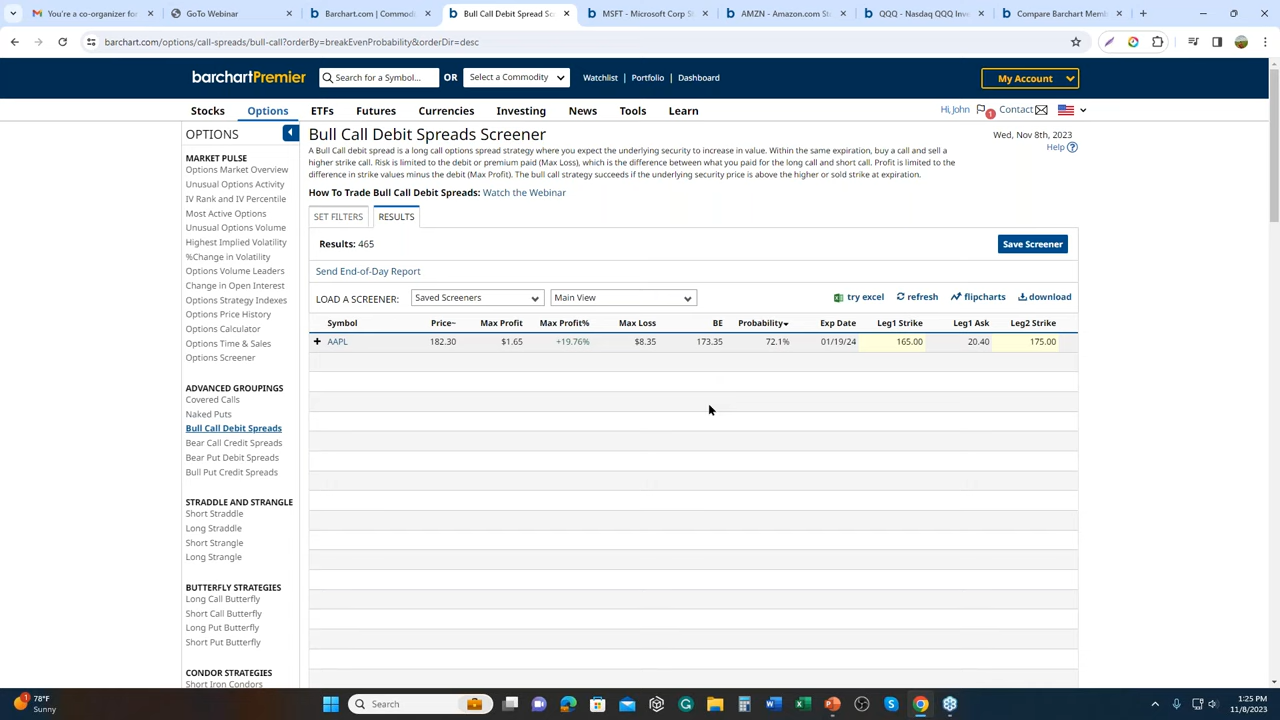 You're a co-organizer for
GoTo Webinar
Barchart.com | Commodi
Bull Call Debit Spread Sc
MSFT - Microsoft Corp S
AMZN - Amazon.com St
QQQ - Nasdaq QQQ Inv
Compare Barchart Mem
barchart.com/options/call-spreads/bull-call?orderBy=breakEvenProbability&orderDir=desc
barchartPremier
Search for a Symbol...
OR
Select a Commodity
Watchlist
Portfolio
Dashboard
My Account
Stocks Options ETFs Futures Currencies Investing News Tools Learn
Hi, John
1
Contact
OPTIONS
MARKET PULSE
Options Market Overview
Unusual Options Activity
IV Rank and IV Percentile
Most Active Options
Unusual Options Volume
Highest Implied Volatility
%Change in Volatility
Options Volume Leaders
Change in Open Interest
Options Strategy Indexes
Options Price History
Options Calculator
Options Time & Sales
Options Screener
ADVANCED GROUPINGS
Covered Calls
Naked Puts
Bull Call Debit Spreads
Bear Call Credit Spreads
Bear Put Debit Spreads
Bull Put Credit Spreads
STRADDLE AND STRANGLE
Short Straddle
Long Straddle
Short Strangle
Long Strangle
BUTTERFLY STRATEGIES
Long Call Butterfly
Short Call Butterfly
Long Put Butterfly
Short Put Butterfly
CONDOR STRATEGIES
Short Iron Condors
Bull Call Debit Spreads Screener
Wed, Nov 8th, 2023
Help
A Bull Call debit spread is a long call options spread strategy where you expect the underlying security to increase in value. Within the same expiration, buy a call and sell a
higher strike call. Risk is limited to the debit or premium paid (Max Loss), which is the difference between what you paid for the long call and short call. Profit is limited to the
difference in strike values minus the debit (Max Profit). The bull call strategy succeeds if the underlying security price is above the higher or sold strike at expiration.
How To Trade Bull Call Debit Spreads: Watch the Webinar
SET FILTERS
RESULTS
Results: 465
Save Screener
Send End-of-Day Report
LOAD A SCREENER:
Saved Screeners
Main View
try excel
refresh
flipcharts
download
Symbol Price~ Max Profit Max Profit% Max Loss BE Probability Exp Date Leg1 Strike Leg1 Ask Leg2 Strike
AAPL 182.30 $1.65 +19.76% $8.35 173.35 72.1% 01/19/24 165.00 20.40 175.00
1
78°F
Sunny
Search
1:25 PM
11/8/2023